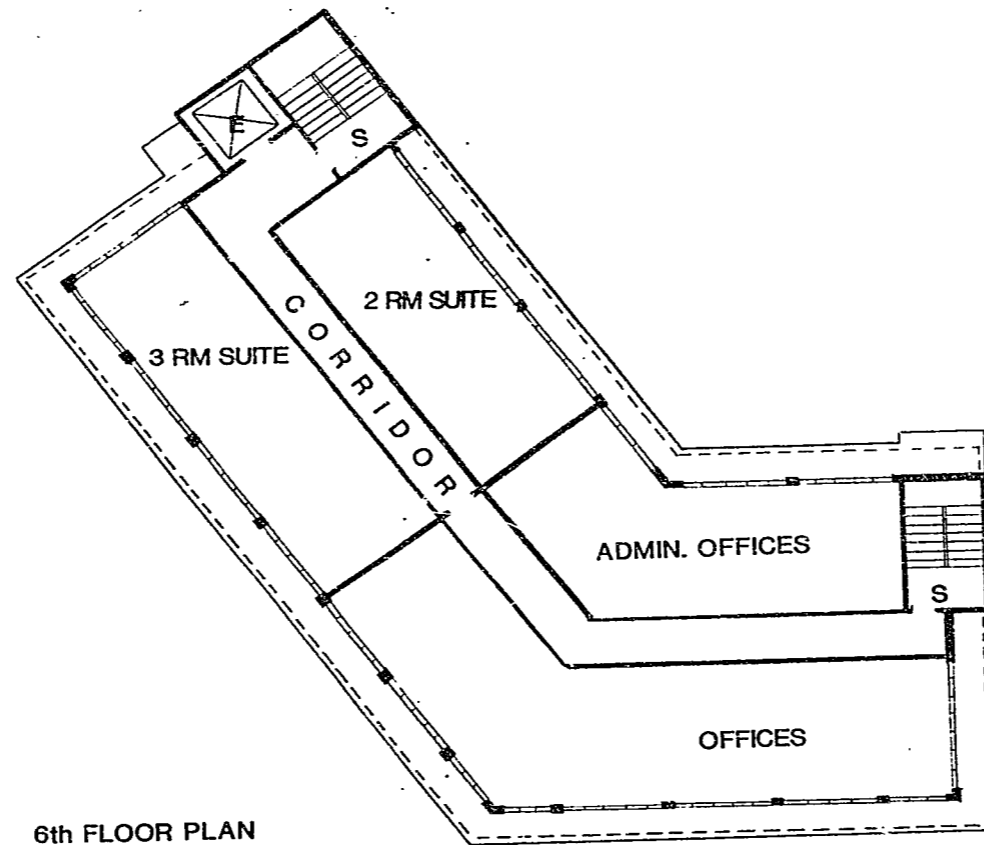 E
S
2 RM SUITE
3 RM SUITE
CORRIDOR
ADMIN. OFFICES
S
OFFICES
6th FLOOR PLAN